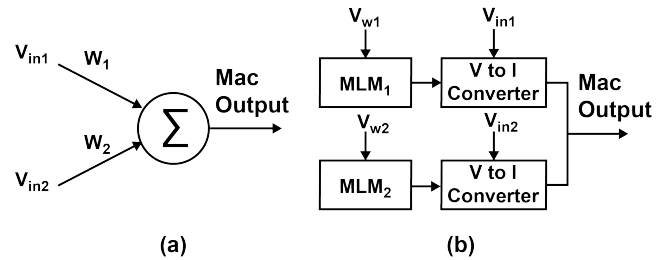 V_in1
W_1
Mac
Output
Σ
W_2
V_in2
(a)
V_w1
V_in1
MLM_1
V to I
Converter
Mac
Output
V_w2
V_in2
MLM_2
V to I
Converter
(b)